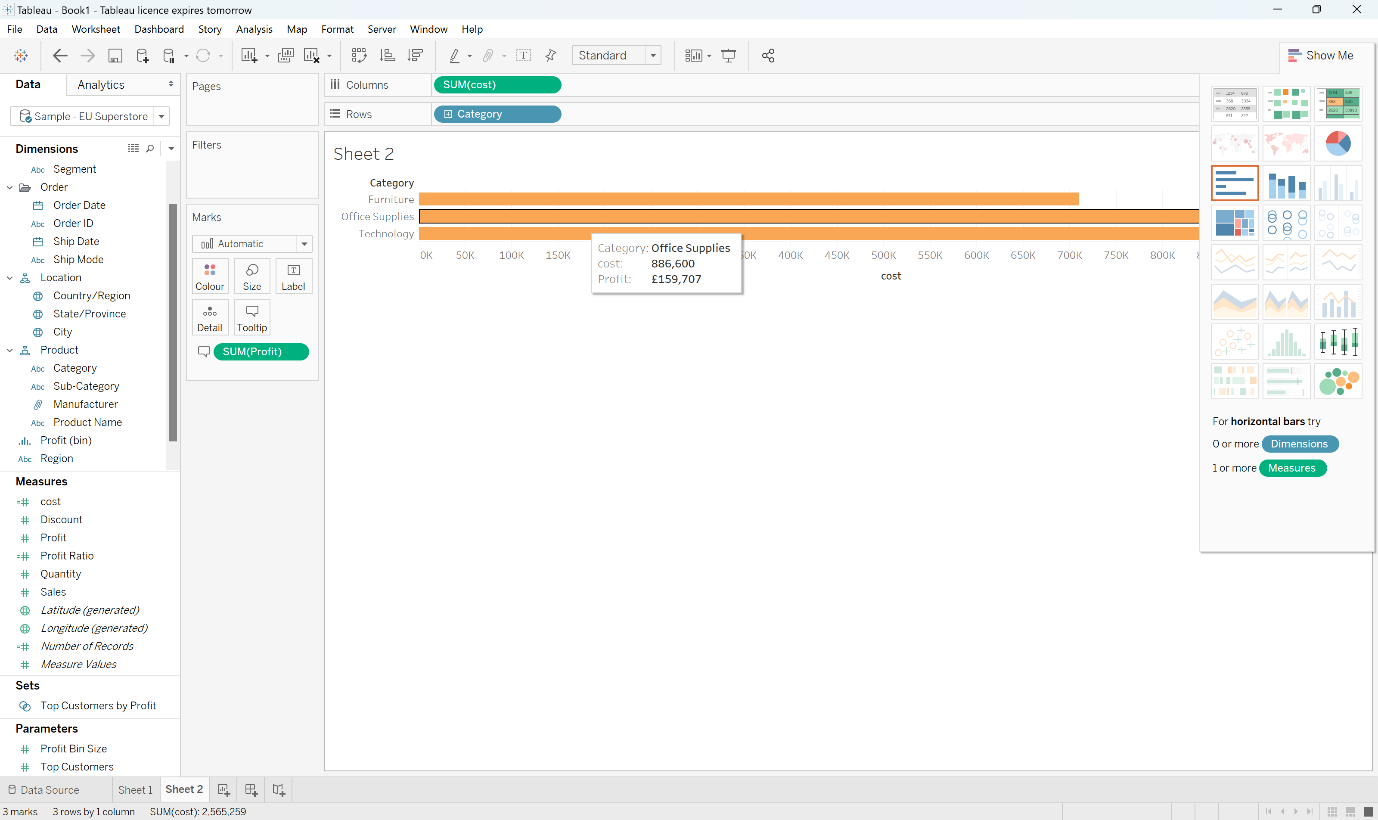 Tableau - Book1 - Tableau licence expires tomorrow
File Data Worksheet Dashboard Story Analysis Map Format Server Window Help
Standard
Show Me
Data Analytics
Sample - EU Superstore
Dimensions
Abc Segment
Order
Order Date
Abc Order ID
Ship Date
Abc Ship Mode
Location
Country/Region
State/Province
City
Product
Abc Category
Abc Sub-Category
Manufacturer
Abc Product Name
Profit (bin)
Abc Region
Measures
cost
Discount
Profit
Profit Ratio
Quantity
Sales
Latitude (generated)
Longitude (generated)
Number of Records
Measure Values
Sets
Top Customers by Profit
Parameters
Profit Bin Size
Top Customers
Pages
Filters
Marks
Automatic
Colour Size Label
Detail Tooltip
SUM(Profit)
Columns SUM(cost)
Rows Category
Sheet 2
Category
Furniture
Office Supplies
Technology
0K 50K 100K 150K 400K 450K 500K 550K 600K 650K 700K 750K 800K
cost
Category: Office Supplies
cost: 886,600
Profit: £159,707
For horizontal bars try
0 or more Dimensions
1 or more Measures
Data Source Sheet 1 Sheet 2
3 marks 3 rows by 1 column SUM(cost): 2,565,259